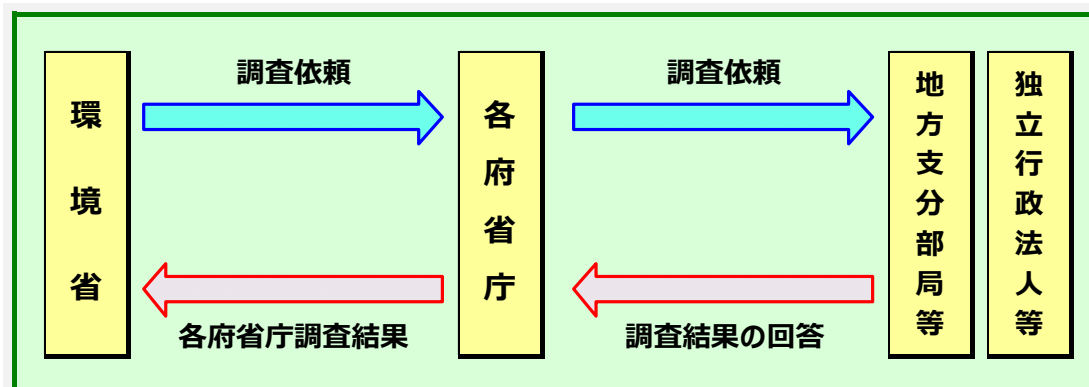 環境省
調査依頼
各府省庁調査結果
各府省庁
調査依頼
調査結果の回答
地方支分部局等
独立行政法人等